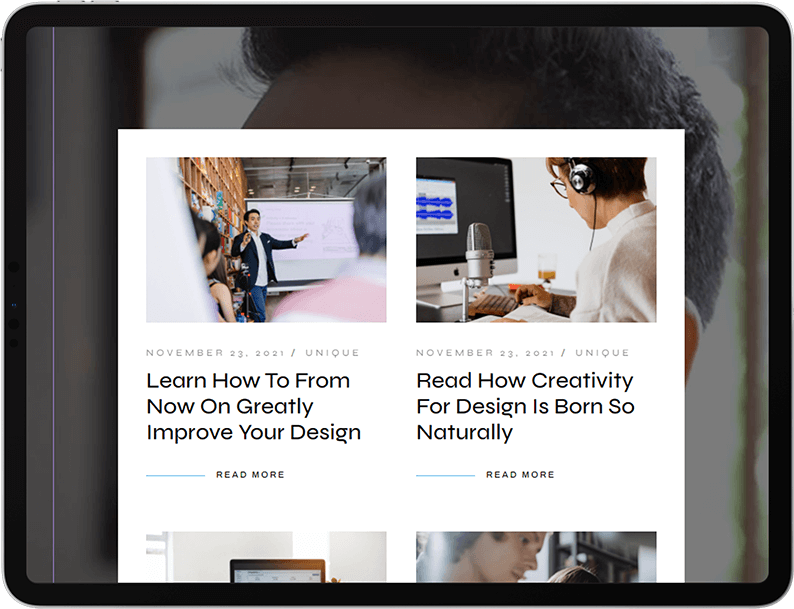 NOVEMBER 23, 2021 / UNIQUE
Learn How To From
Now On Greatly
Improve Your Design
READ MORE
NOVEMBER 23, 2021 / UNIQUE
Read How Creativity
For Design Is Born So
Naturally
READ MORE